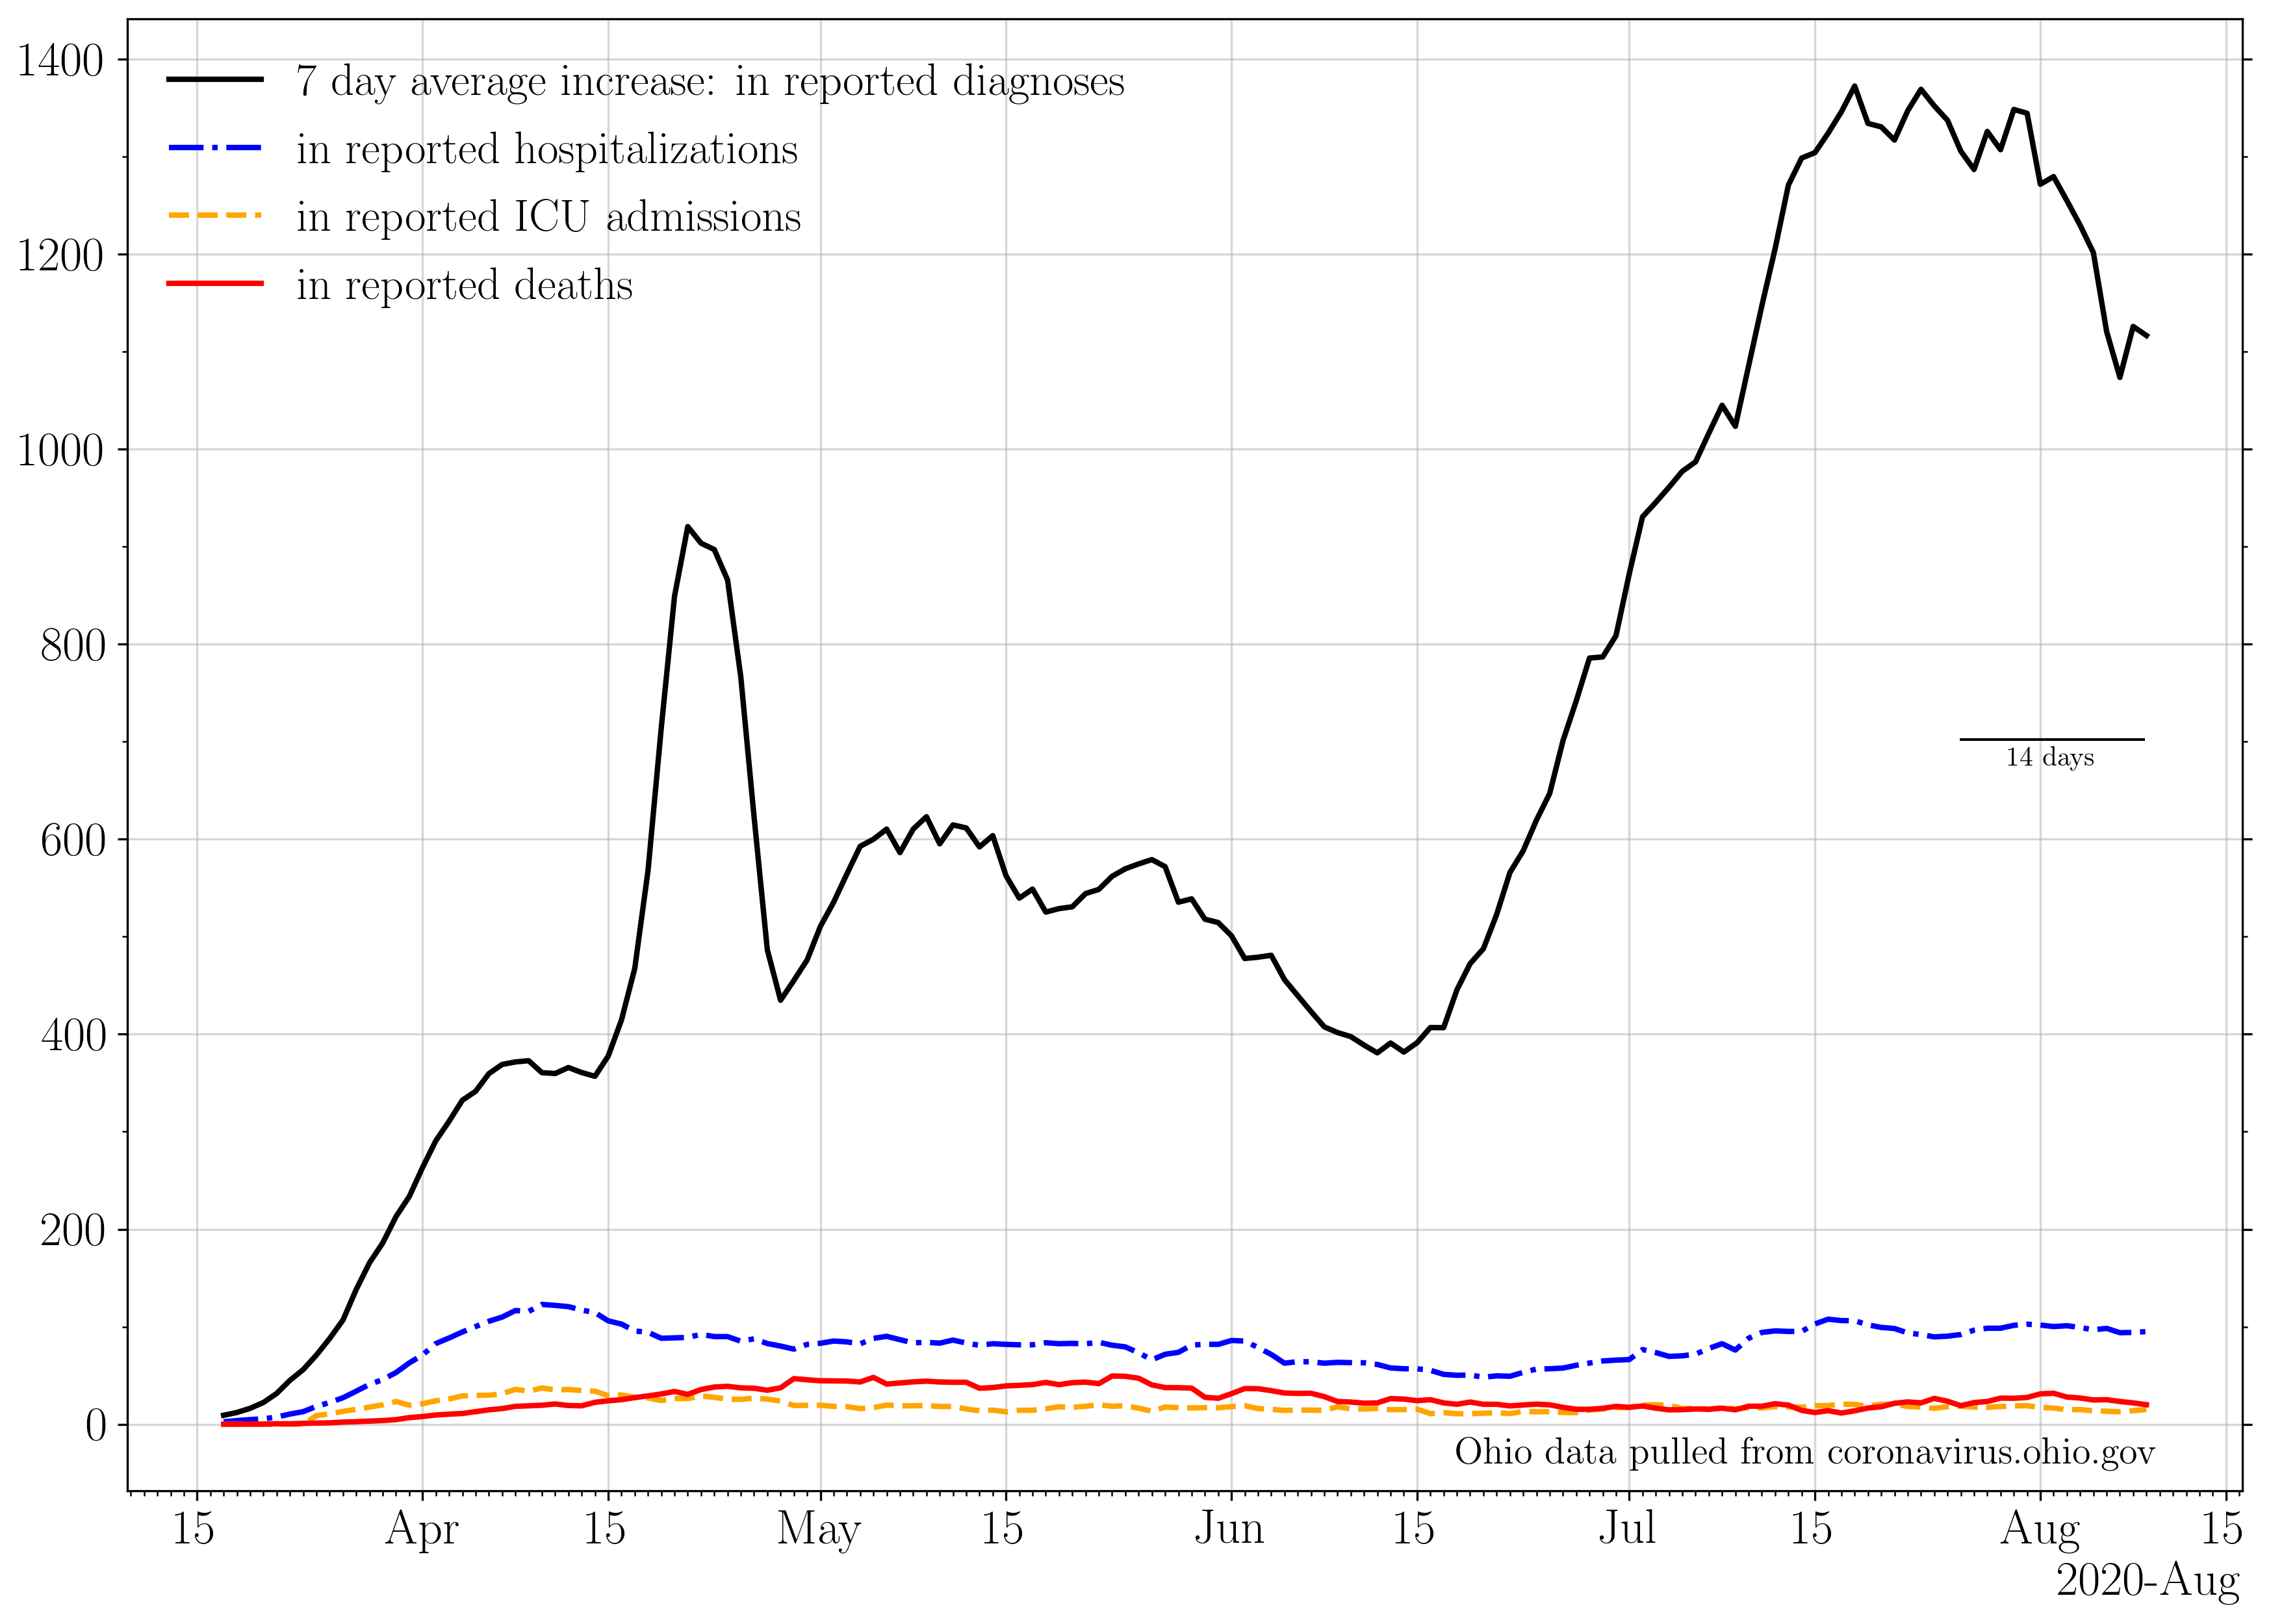 1400
1200
1000
800
600
400
200
0
7 day average increase: in reported diagnoses
in reported hospitalizations
in reported ICU admissions
in reported deaths
14 days
Ohio data pulled from coronavirus.ohio.gov
15 Apr 15 May 15 Jun 15 Jul 15 Aug 15
2020-Aug